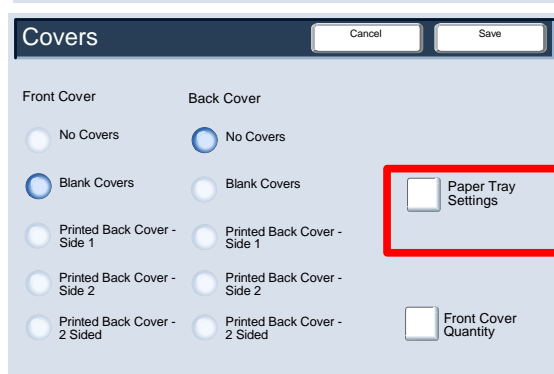 Covers
Cancel
Save
Front Cover
Back Cover
No Covers
No Covers
Blank Covers
Blank Covers
Paper Tray
Settings
Printed Back Cover -
Side 1
Printed Back Cover -
Side 1
Printed Back Cover -
Side 2
Printed Back Cover -
Side 2
Printed Back Cover -
2 Sided
Printed Back Cover -
2 Sided
Front Cover
Quantity